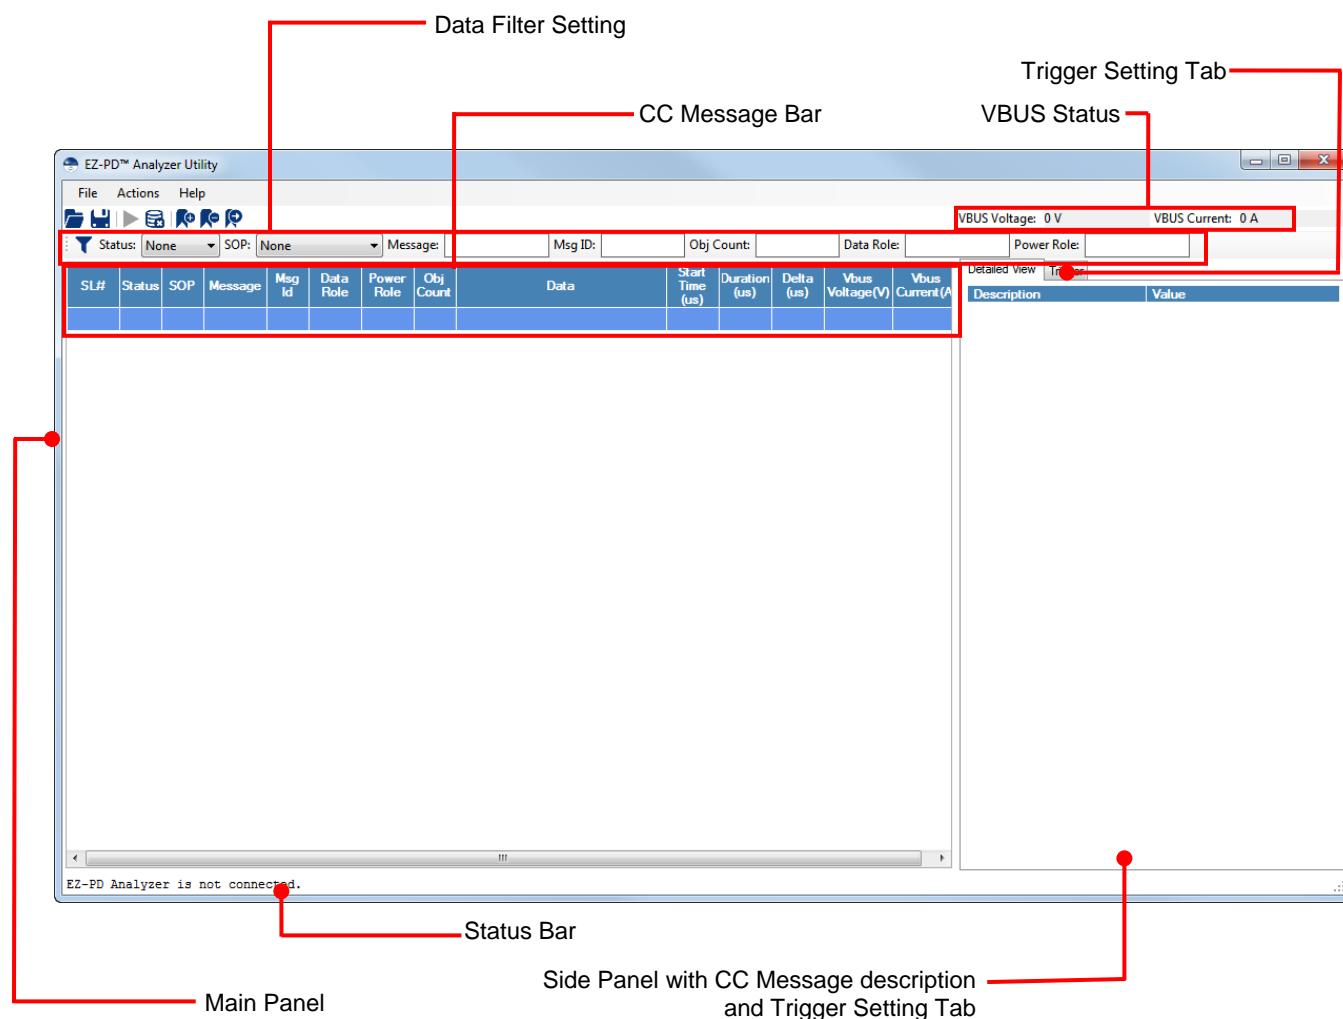 Data Filter Setting
Trigger Setting Tab
CC Message Bar
VBUS Status
EZ-PD™ Analyzer Utility
File Actions Help
VBUS Voltage: 0 V VBUS Current: 0 A
Status: None SOP: None Message: Msg ID: Obj Count: Data Role: Power Role:
Detailed View Trigger
SL# Status SOP Message Msg Id Data Role Power Role Obj Count Data Start Time (us) Duration (us) Delta (us) Vbus Voltage(V) Vbus Current(A
Description Value
EZ-PD Analyzer is not connected.
Status Bar
Side Panel with CC Message description
and Trigger Setting Tab
Main Panel